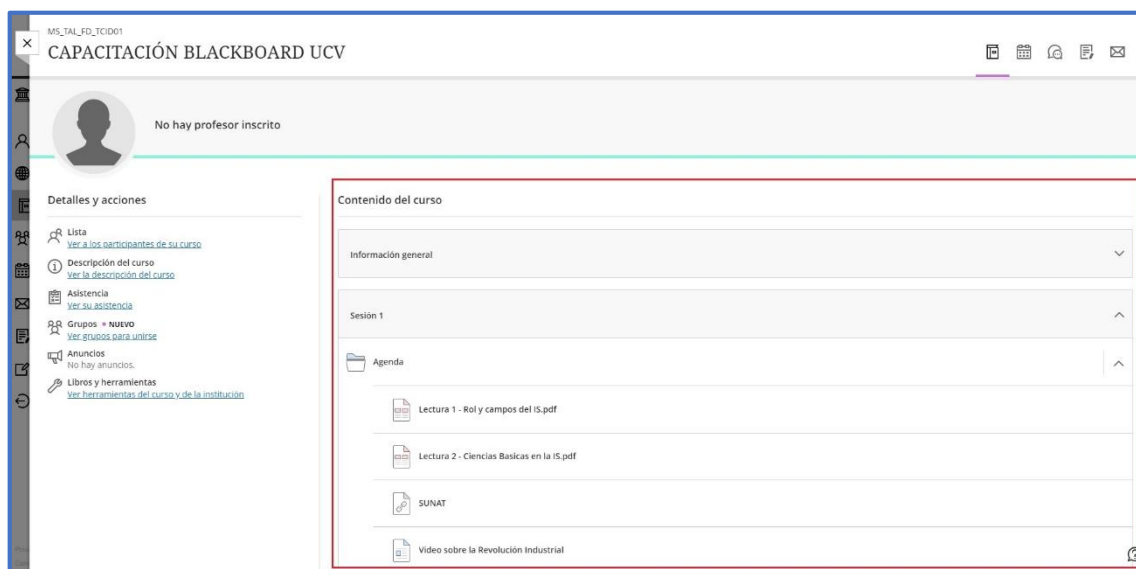 MS_TAL_FD_TCID01
CAPACITACIÓN BLACKBOARD UCV
No hay profesor inscrito
Detalles y acciones
Lista
Ver a los participantes de su curso
Descripción del curso
Ver la descripción del curso
Asistencia
Ver su asistencia
Grupos • NUEVO
Ver grupos para unirse
Anuncios
No hay anuncios.
Libros y herramientas
Ver herramientas del curso y de la institución
Contenido del curso
Información general
Sesión 1
Agenda
Lectura 1 - Rol y campos del IS.pdf
Lectura 2 - Ciencias Basicas en la IS.pdf
SUNAT
Video sobre la Revolución Industrial